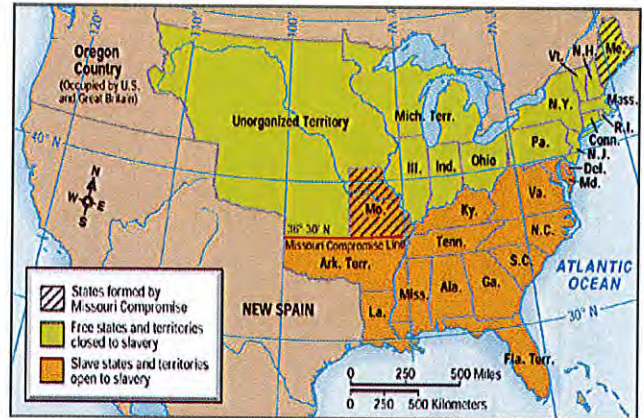 120°
110°
100°
Oregon
Country
(Occupied by U.S.
and Great Britain)
Unorganized Territory
Mich. Terr.
Vt.
N.H.
Me.
N.Y.
Mass.
R.I.
Conn.
Pa.
N.J.
Del.
Md.
40° N
Ill.
Ind.
Ohio
Va.
Mo.
Ky.
N.C.
Tenn.
S.C.
36° 30' N
Missouri Compromise Line
Ark. Terr.
ATLANTIC
OCEAN
N
W
E
S
NEW SPAIN
La.
Miss.
Ala.
Ga.
30° N
Fla. Terr.
States formed by
Missouri Compromise
Free states and territories
closed to slavery
Slave states and territories
open to slavery
0 250 500 Miles
0 250 500 Kilometers